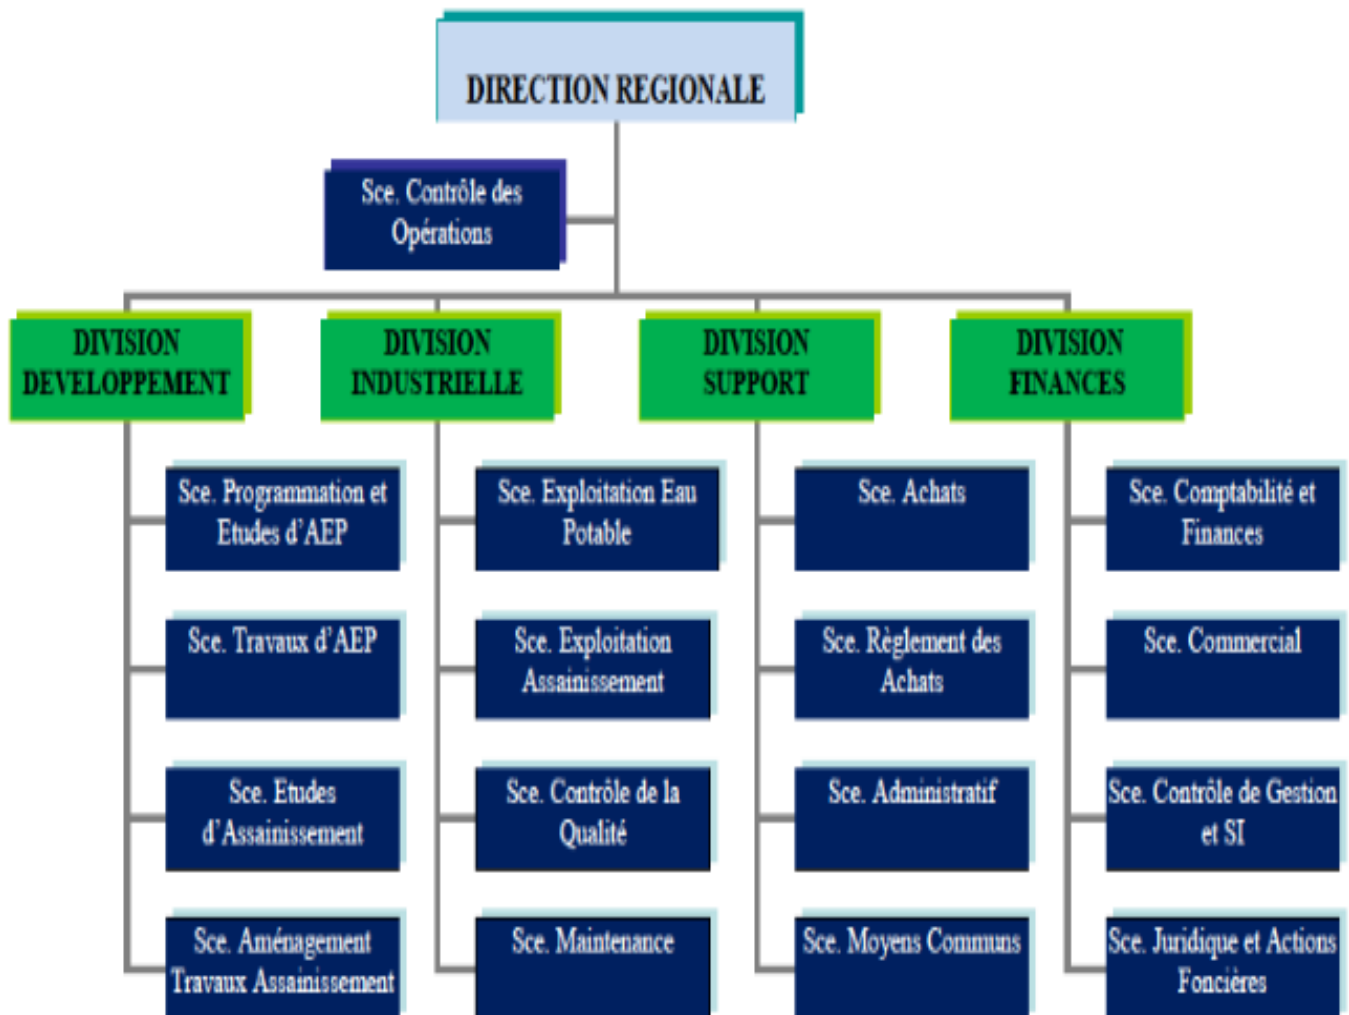 DIRECTION REGIONALE
Sce. Contrôle des
Opérations
DIVISION
DEVELOPPEMENT
DIVISION
INDUSTRIELLE
DIVISION
SUPPORT
DIVISION
FINANCES
Sce. Programmation et
Etudes d’AEP
Sce. Exploitation Eau
Potable
Sce. Achats
Sce. Comptabilité et
Finances
Sce. Travaux d’AEP
Sce. Exploitation
Assainissement
Sce. Règlement des
Achats
Sce. Commercial
Sce. Etudes
d’Assainissement
Sce. Contrôle de la
Qualité
Sce. Administratif
Sce. Contrôle de Gestion
et SI
Sce. Aménagement
Travaux Assainissement
Sce. Maintenance
Sce. Moyens Communs
Sce. Juridique et Actions
Foncières